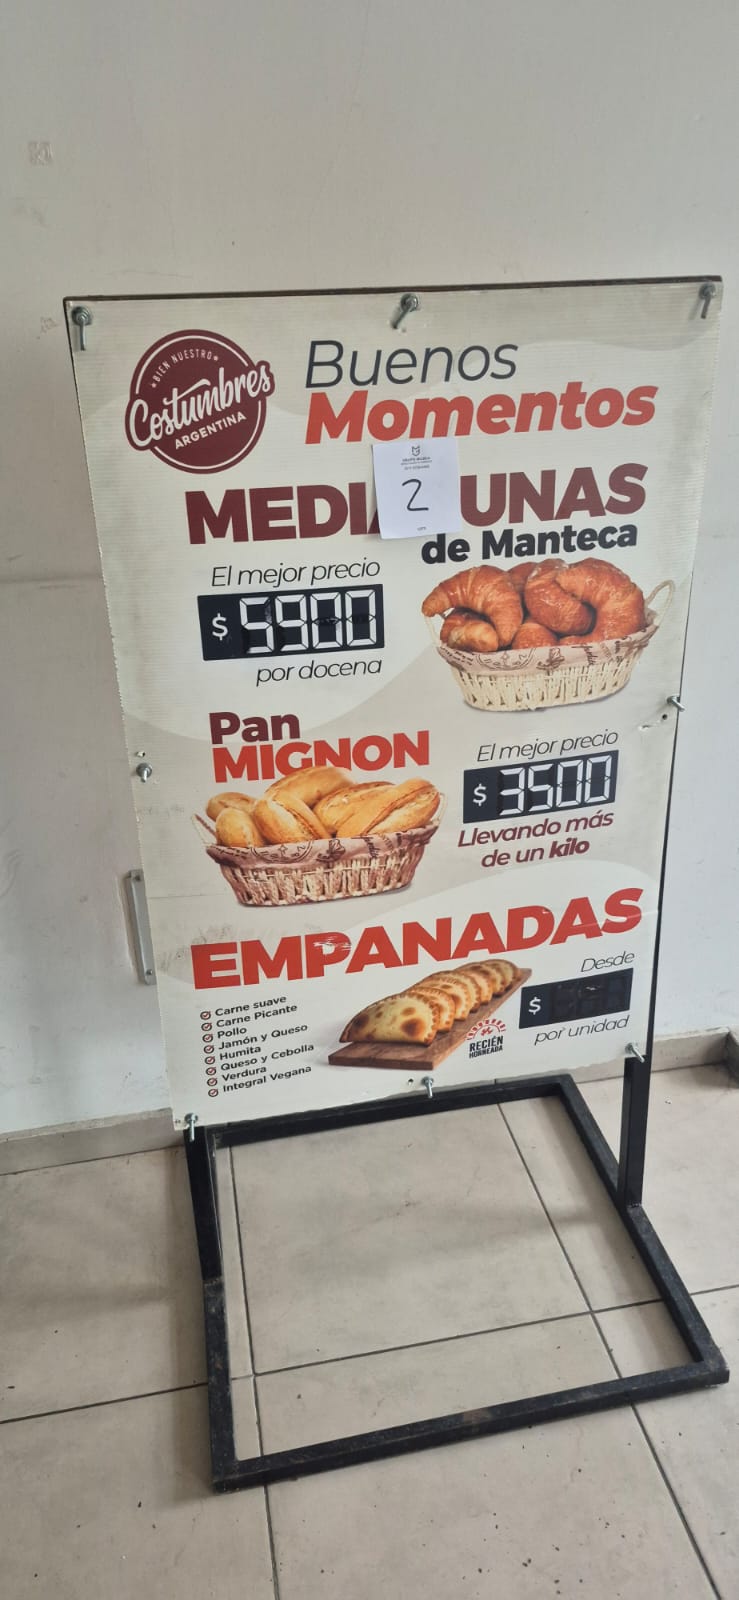 BIEN NUESTRO
Costumbres
ARGENTINA
Buenos
Momentos
2
MEDIA UNAS
de Manteca
El mejor precio
$ 5900
por docena
Pan
MIGNON
El mejor precio
$ 3500
Llevando más
de un kilo
EMPANADAS
Carne suave
Carne Picante
Pollo
Jamón y Queso
Humita
Queso y Cebolla
Verdura
Integral Vegana
RECIÉN
HORNEADA
Desde
$
por unidad